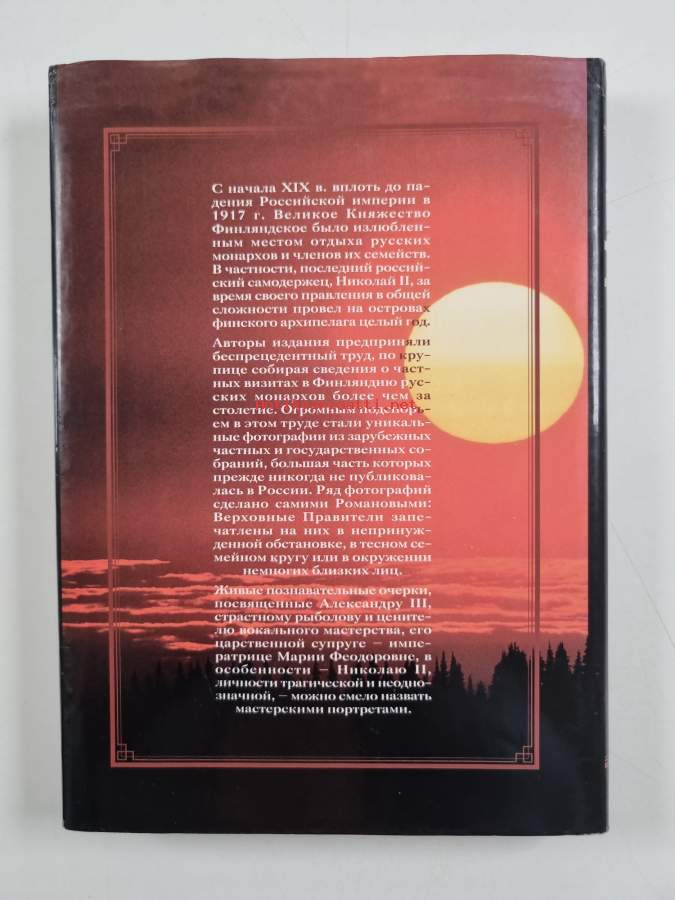 С начала XIX в. вплоть до па-
дения Российской империи в
1917 г. Великое Княжество
Финляндское было излюблен-
ным местом отдыха русских
монархов и членов их семейств.
В частности, последний россий-
ский самодержец, Николай II, за
время своего правления в общей
сложности провел на островах
финского архипелага целый год.
Авторы издания предприняли
беспрецедентный труд, по кру-
пице собирая сведения о част-
ных визитах в Финляндию рус-
ских монархов более чем за
столетие. Огромным подспорь-
ем в этом труде стали уникаль-
ные фотографии из зарубежных
частных и государственных со-
браний, большая часть которых
прежде никогда не публикова-
лась в России. Ряд фотографий
сделано самими Романовыми:
Верховные Правители запе-
чатлены на них в непринуж-
денной обстановке, в тесном се-
мейном кругу или в окружении
немногих близких лиц.
Живые познавательные очерки,
посвященные Александру III,
страстному рыболову и цените-
лю вокального мастерства, его
царственной супруге – импе-
ратрице Марии Феодоровне, в
особенности – Николаю II,
личности трагической и неодно-
значной, – можно смело назвать
мастерскими портретами.